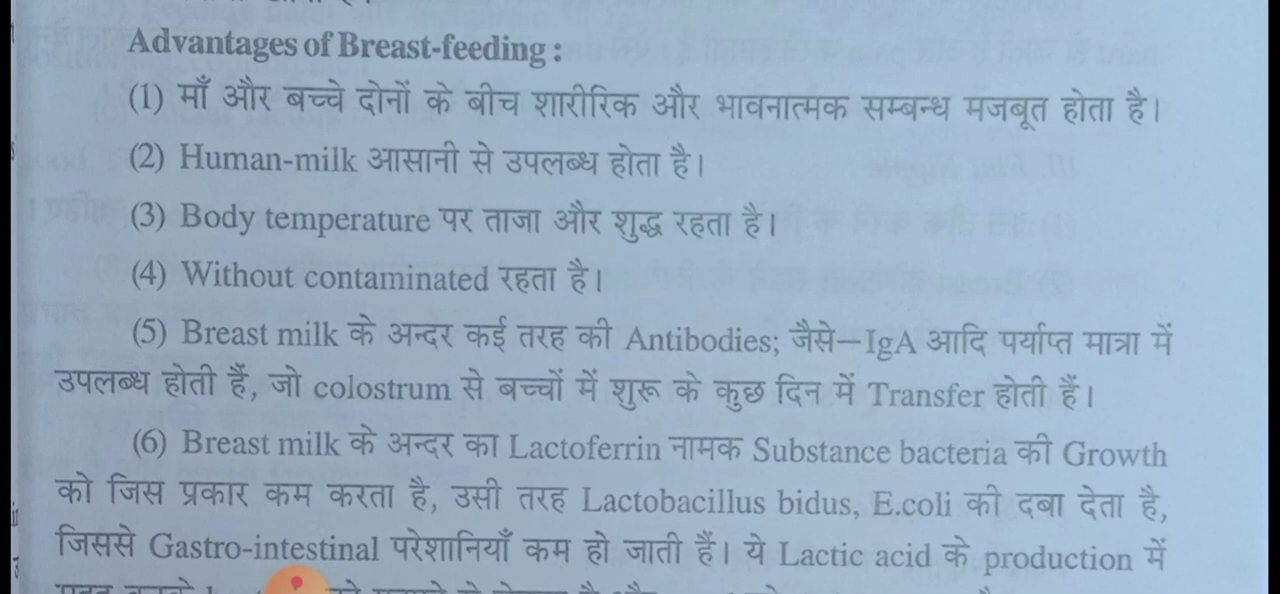 Advantages of Breast-feeding :
(1) माँ और बच्चे दोनों के बीच शारीरिक और भावनात्मक सम्बन्ध मजबूत होता है।
(2) Human-milk आसानी से उपलब्ध होता है।
(3) Body temperature पर ताजा और शुद्ध रहता है।
(4) Without contaminated रहता है।
(5) Breast milk के अन्दर कई तरह की Antibodies; जैसे–IgA आदि पर्याप्त मात्रा में
उपलब्ध होती हैं, जो colostrum से बच्चों में शुरू के कुछ दिन में Transfer होती हैं।
(6) Breast milk के अन्दर का Lactoferrin नामक Substance bacteria की Growth
को जिस प्रकार कम करता है, उसी तरह Lactobacillus bidus, E.coli को दबा देता है,
जिससे Gastro-intestinal परेशानियाँ कम हो जाती हैं। ये Lactic acid के production में